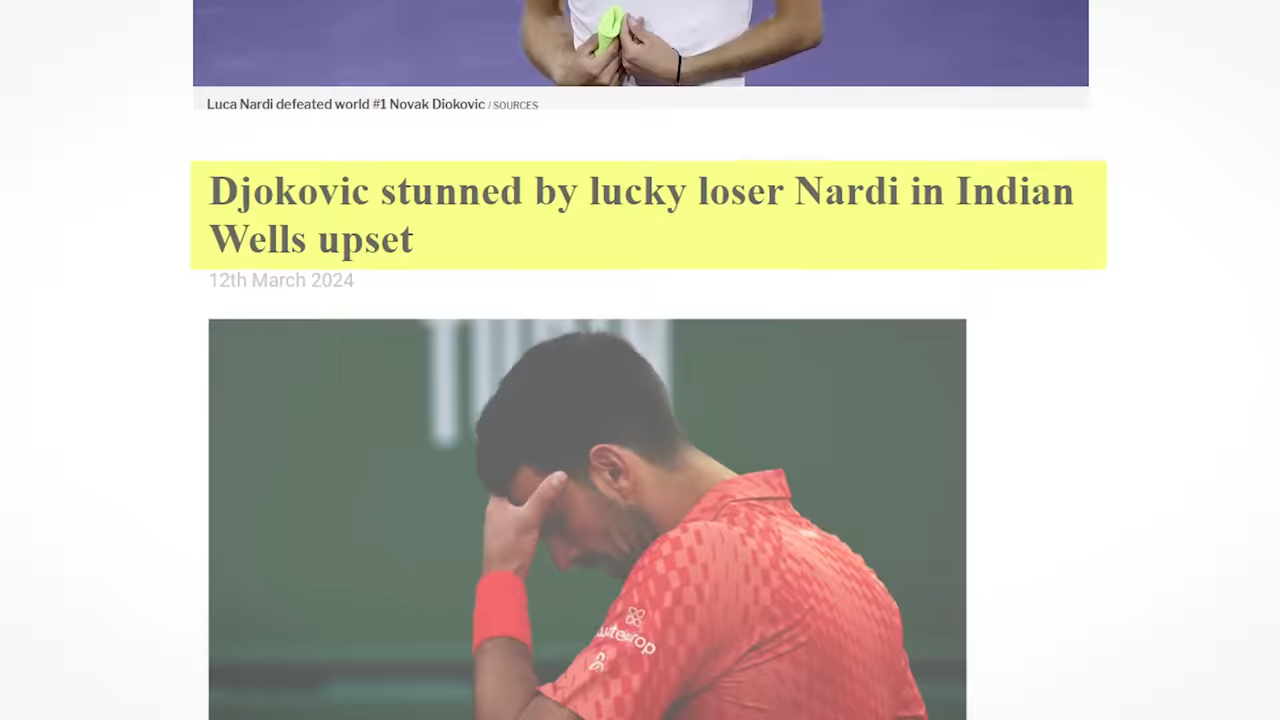 Luca Nardi defeated world #1 Novak Diokovic / SOURCES
Djokovic stunned by lucky loser Nardi in Indian
Wells upset
12th March 2024